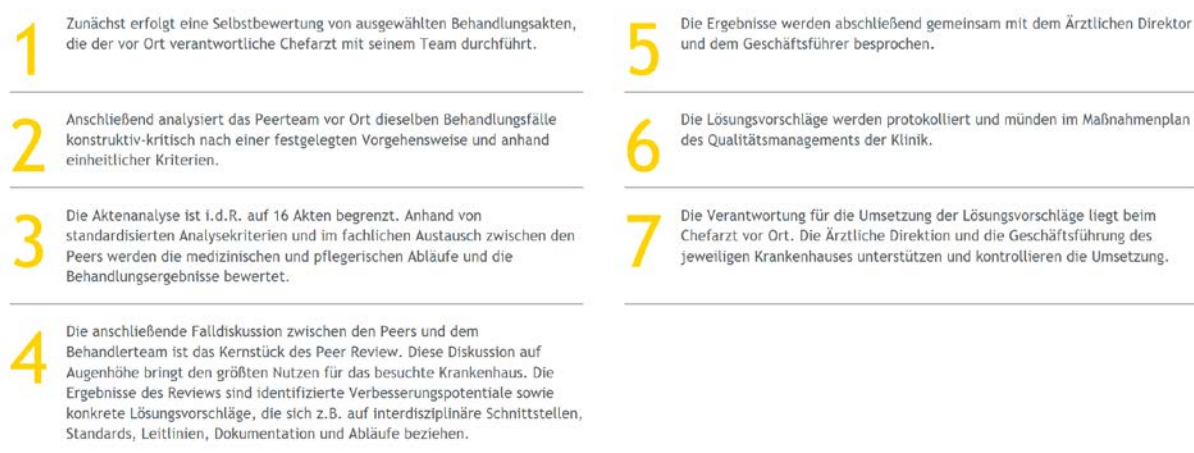 1
Zunächst erfolgt eine Selbstbewertung von ausgewählten Behandlungsakten,
die der vor Ort verantwortliche Chefarzt mit seinem Team durchführt.
2
Anschließend analysiert das Peerteam vor Ort dieselben Behandlungsfälle
konstruktiv-kritisch nach einer festgelegten Vorgehensweise und anhand
einheitlicher Kriterien.
3
Die Aktenanalyse ist i.d.R. auf 16 Akten begrenzt. Anhand von
standardisierten Analysekriterien und im fachlichen Austausch zwischen den
Peers werden die medizinischen und pflegerischen Abläufe und die
Behandlungsergebnisse bewertet.
4
Die anschließende Falldiskussion zwischen den Peers und dem
Behandlerteam ist das Kernstück des Peer Review. Diese Diskussion auf
Augenhöhe bringt den größten Nutzen für das besuchte Krankenhaus. Die
Ergebnisse des Reviews sind identifizierte Verbesserungspotentiale sowie
konkrete Lösungsvorschläge, die sich z.B. auf interdisziplinäre Schnittstellen,
Standards, Leitlinien, Dokumentation und Abläufe beziehen.
5
Die Ergebnisse werden abschließend gemeinsam mit dem Ärztlichen Direktor
und dem Geschäftsführer besprochen.
6
Die Lösungsvorschläge werden protokolliert und münden im Maßnahmenplan
des Qualitätsmanagements der Klinik.
7
Die Verantwortung für die Umsetzung der Lösungsvorschläge liegt beim
Chefarzt vor Ort. Die Ärztliche Direktion und die Geschäftsführung des
jeweiligen Krankenhauses unterstützen und kontrollieren die Umsetzung.